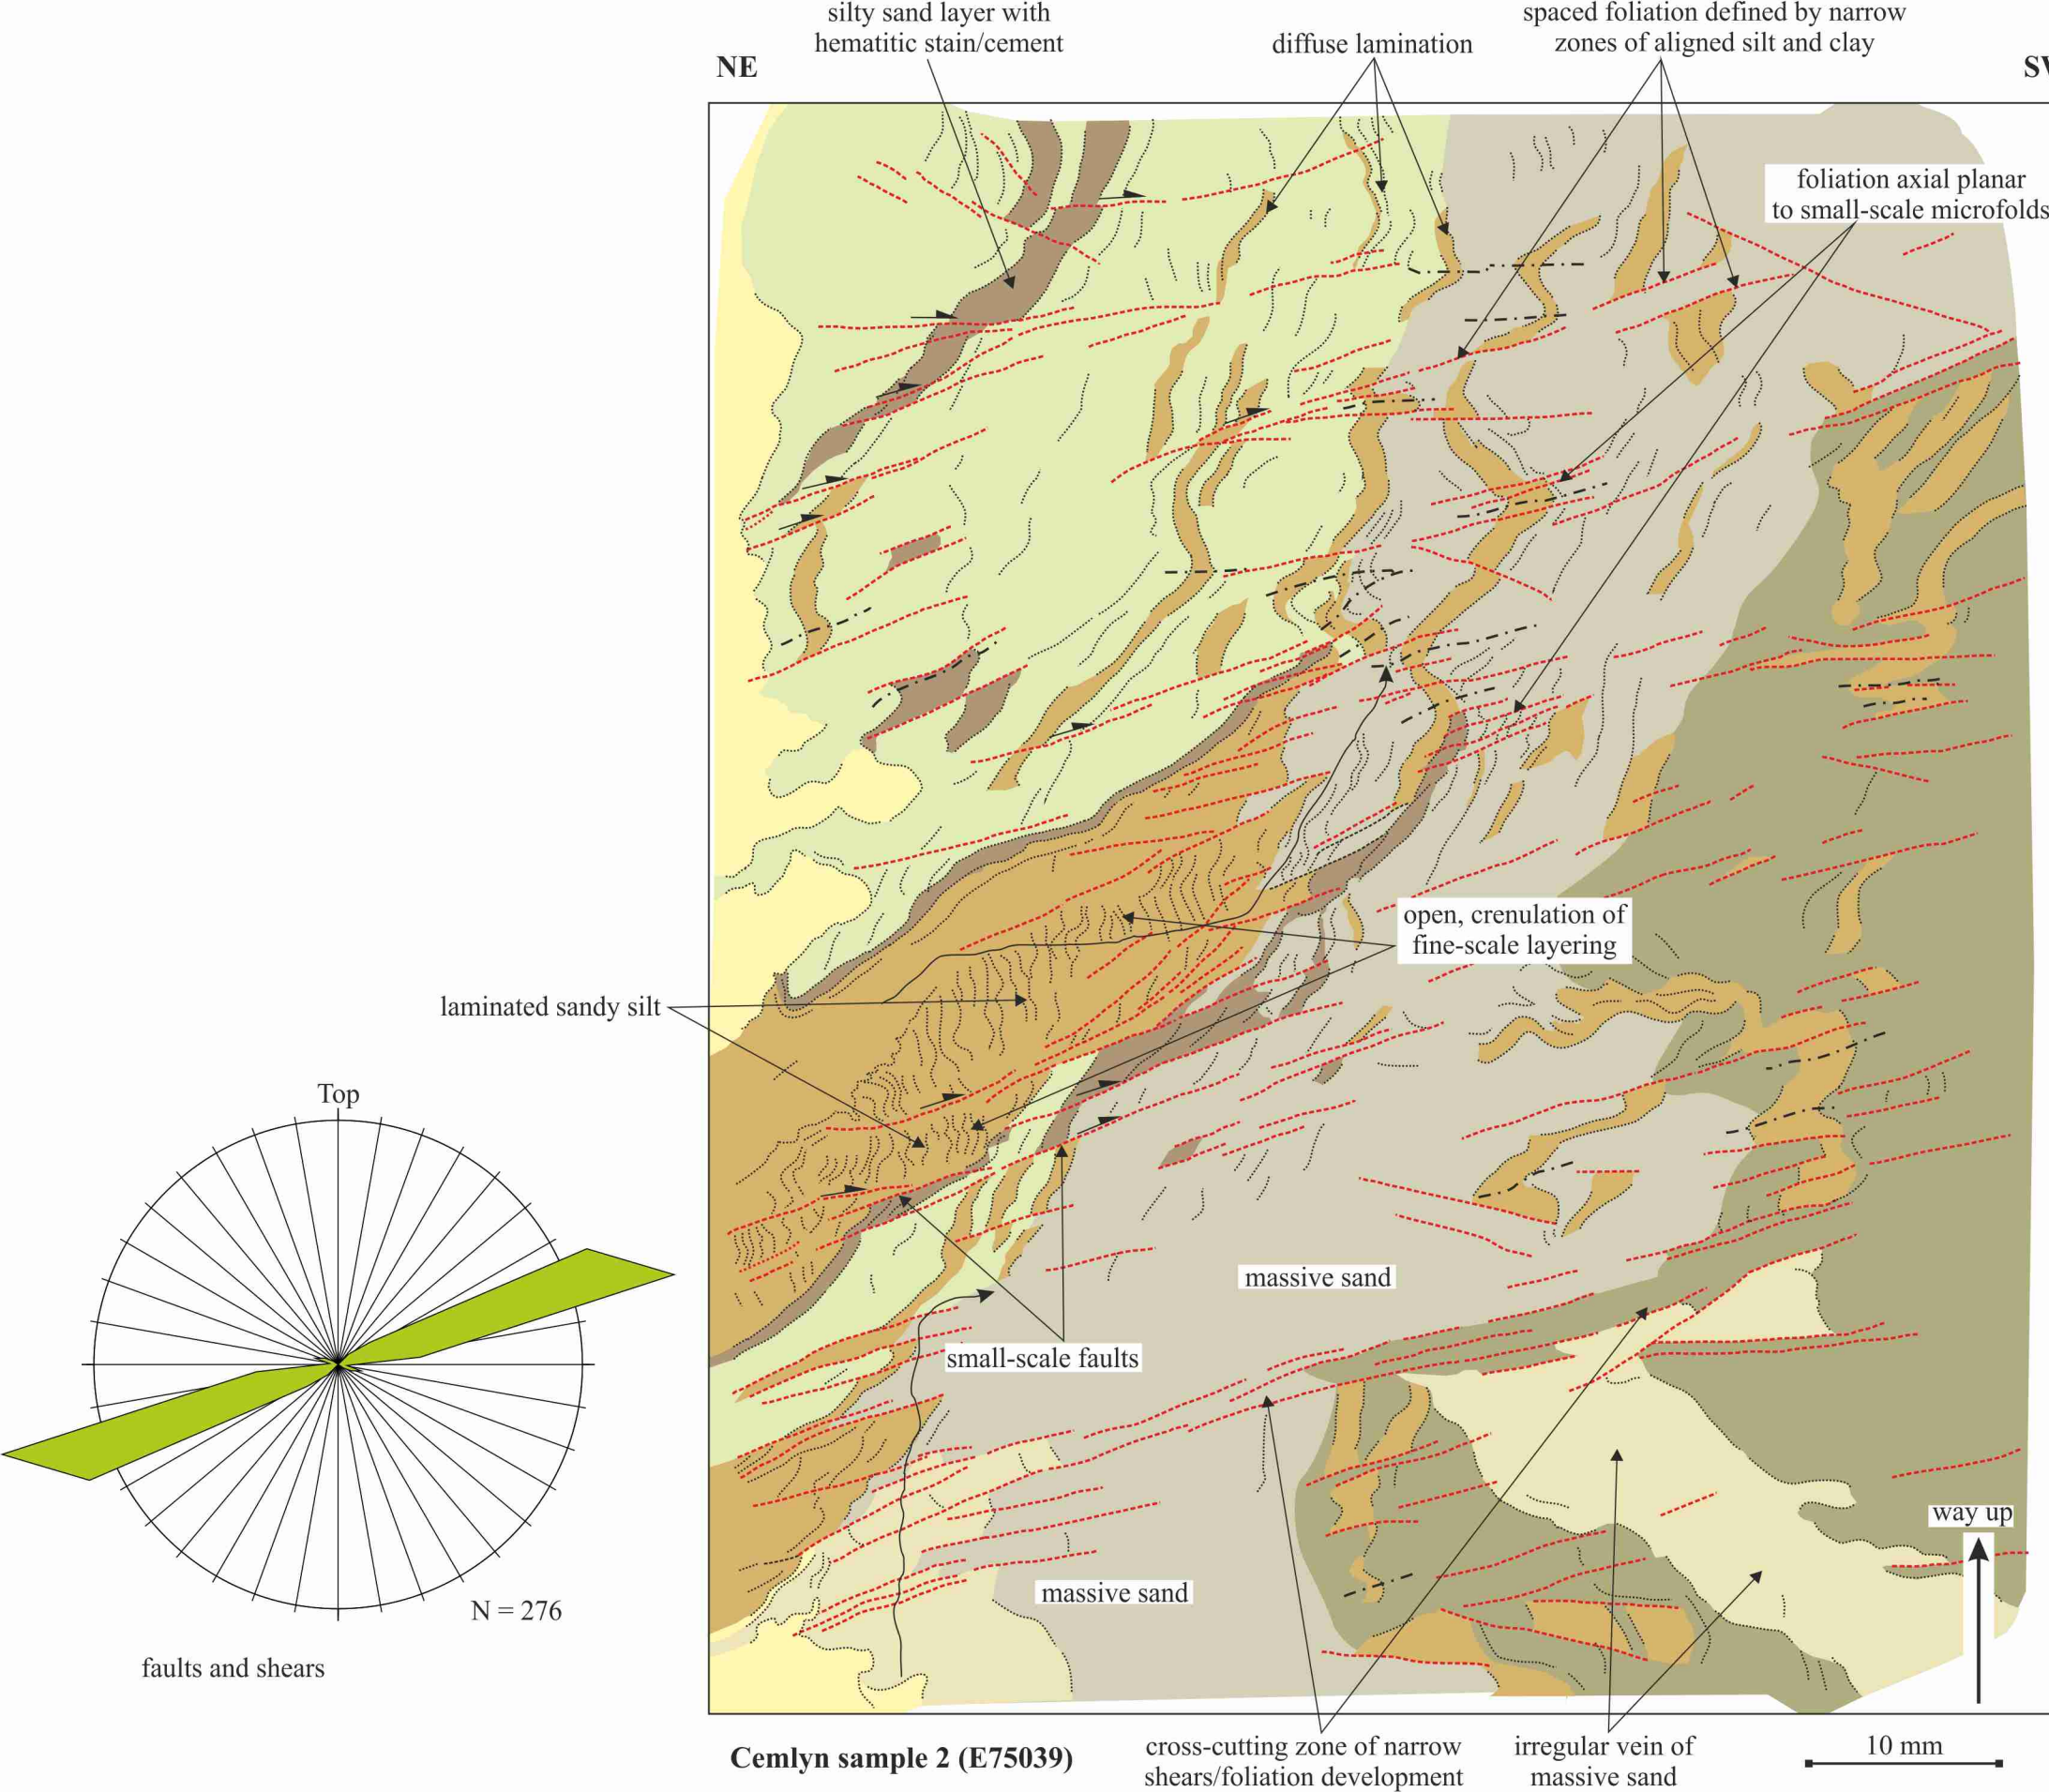 silty sand layer with
hematitic stain/cement
diffuse lamination
spaced foliation defined by narrow
zones of aligned silt and clay
NE
foliation axial planar
to small-scale microfolds
open, crenulation of
fine-scale layering
laminated sandy silt
Top
massive sand
small-scale faults
way up
massive sand
N = 276
faults and shears
Cemlyn sample 2 (E75039)
cross-cutting zone of narrow
shears/foliation development
irregular vein of
massive sand
10 mm